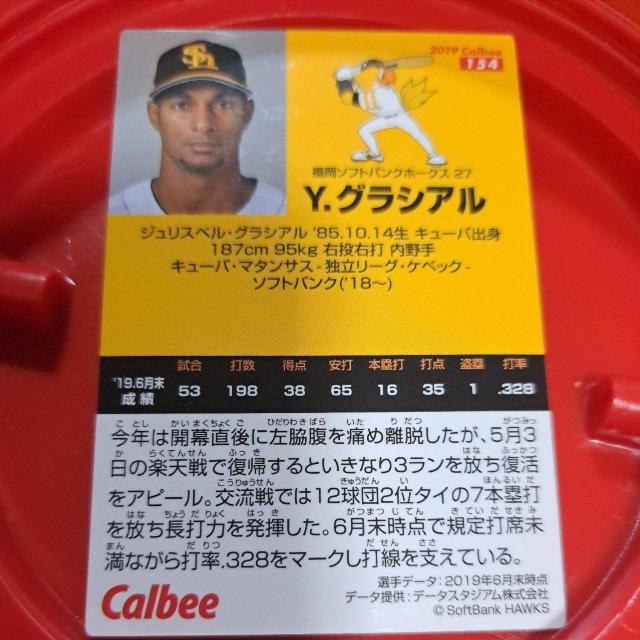 2019 Calbee
154
福岡ソフトバンクホークス 27
Y.グラシアル
ジュリスベル・グラシアル '85.10.14生 キューバ出身
187cm 95kg 右投右打 内野手
キューバ・マタンサス - 独立リーグ・ケベック -
ソフトバンク('18～)
試合 打数 得点 安打 本塁打 打点 盗塁 打率
'19.6月末成績 53 198 38 65 16 35 1 .328
今年は開幕直後に左脇腹を痛め離脱したが、5月3
日の楽天戦で復帰するといきなり3ランを放ち復活
をアピール。交流戦では12球団2位タイの7本塁打
を放ち長打力を発揮した。6月末時点で規定打席未
満ながら打率.328をマークし打線を支えている。
選手データ：2019年6月末時点
データ提供：データスタジアム株式会社
Calbee
© SoftBank HAWKS